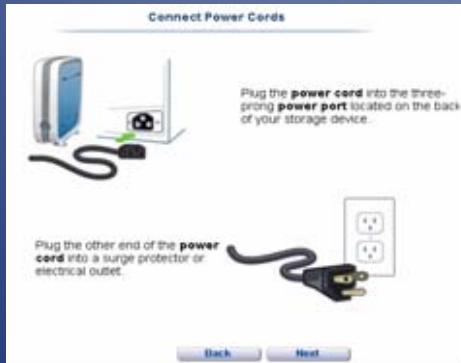 Connect Power Cords
Plug the power cord into the three-
prong power port located on the back
of your storage device.
Plug the other end of the power
cord into a surge protector or
electrical outlet.
Back
Next